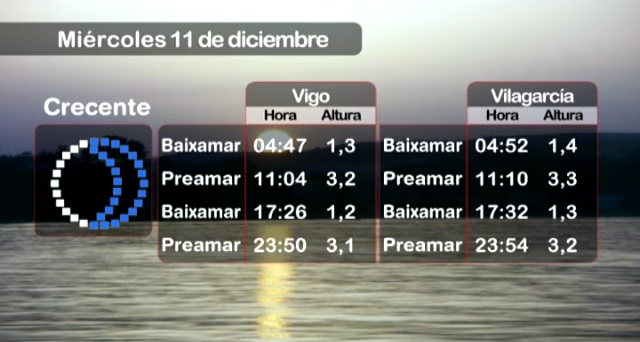 Miércoles 11 de diciembre
Crecente
Vigo
Hora Altura
Baixamar 04:47 1,3
Preamar 11:04 3,2
Baixamar 17:26 1,2
Preamar 23:50 3,1
Vilagarcía
Hora Altura
Baixamar 04:52 1,4
Preamar 11:10 3,3
Baixamar 17:32 1,3
Preamar 23:54 3,2